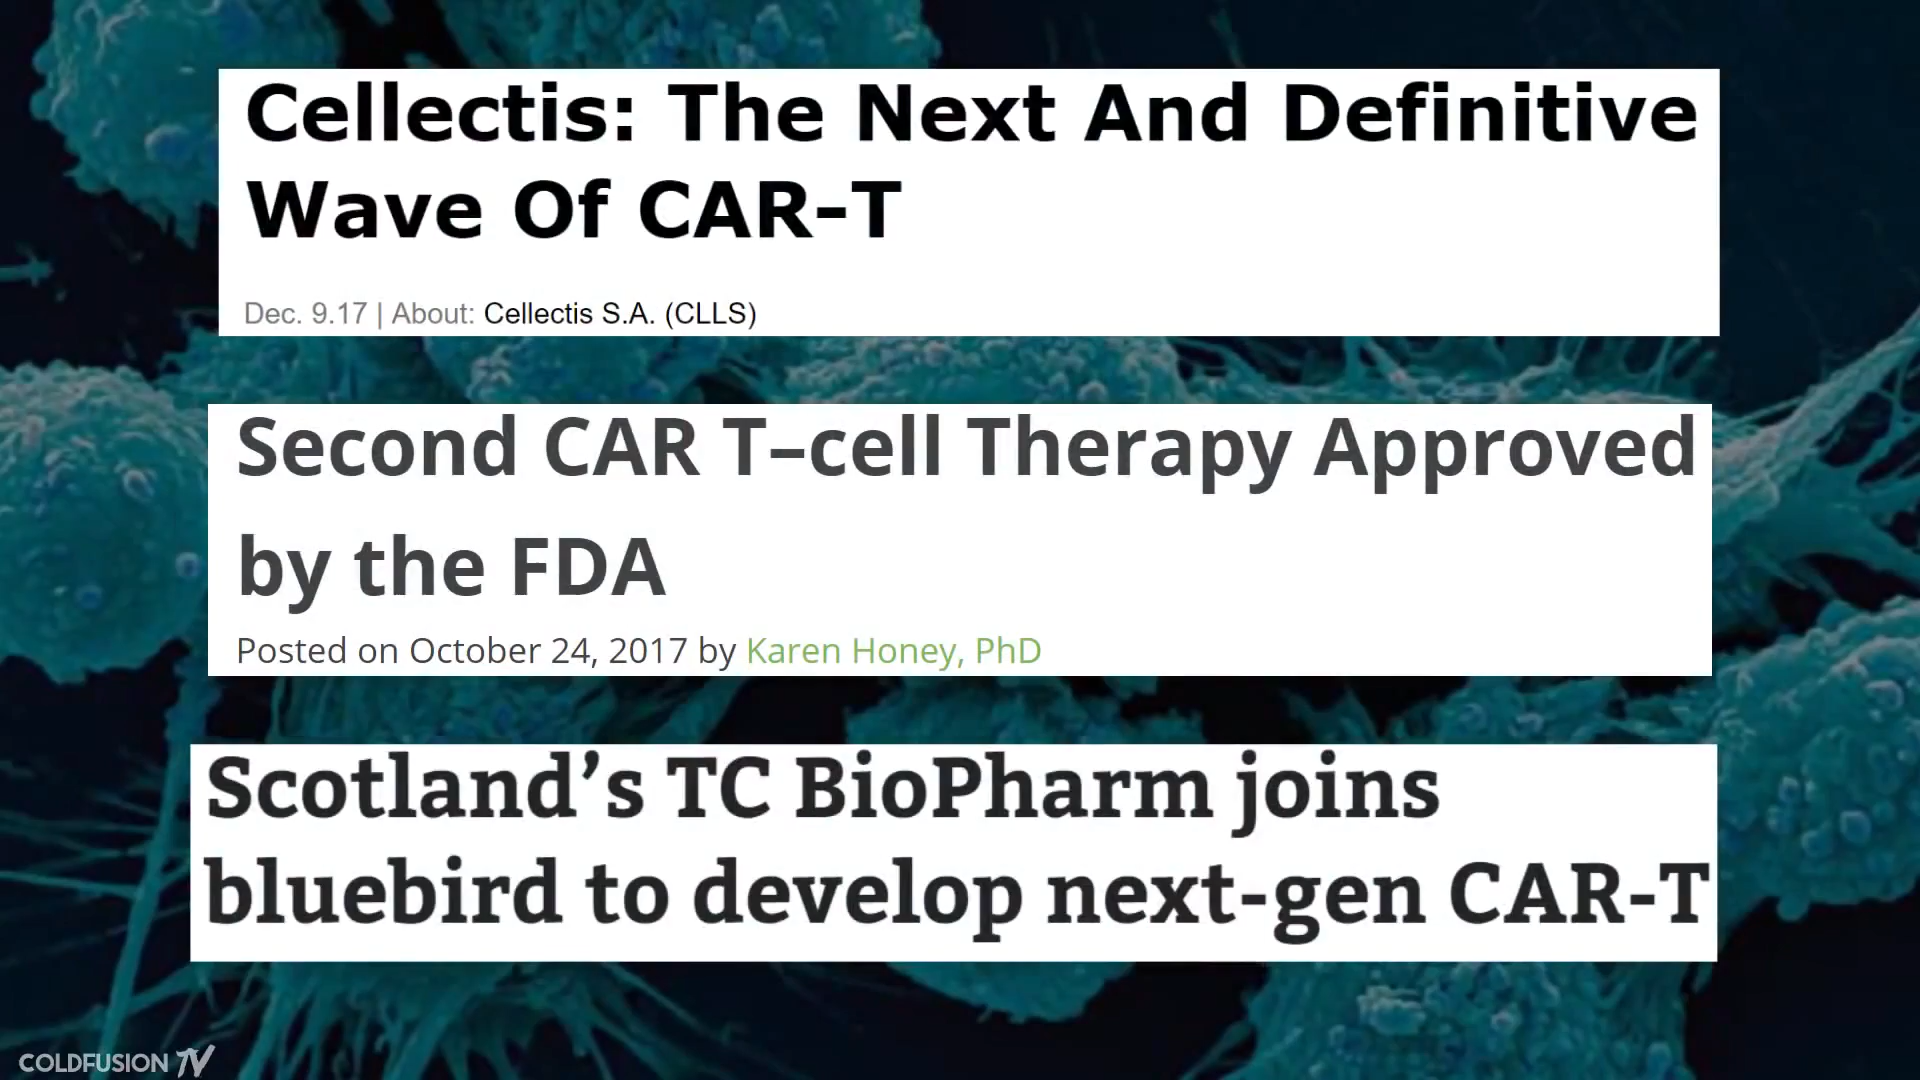 Cellectis: The Next And Definitive
Wave Of CAR-T
Dec. 9.17 | About: Cellectis S.A. (CLLS)
Second CAR T–cell Therapy Approved
by the FDA
Posted on October 24, 2017 by Karen Honey, PhD
Scotland’s TC BioPharm joins
bluebird to develop next-gen CAR-T
COLDFUSION TV